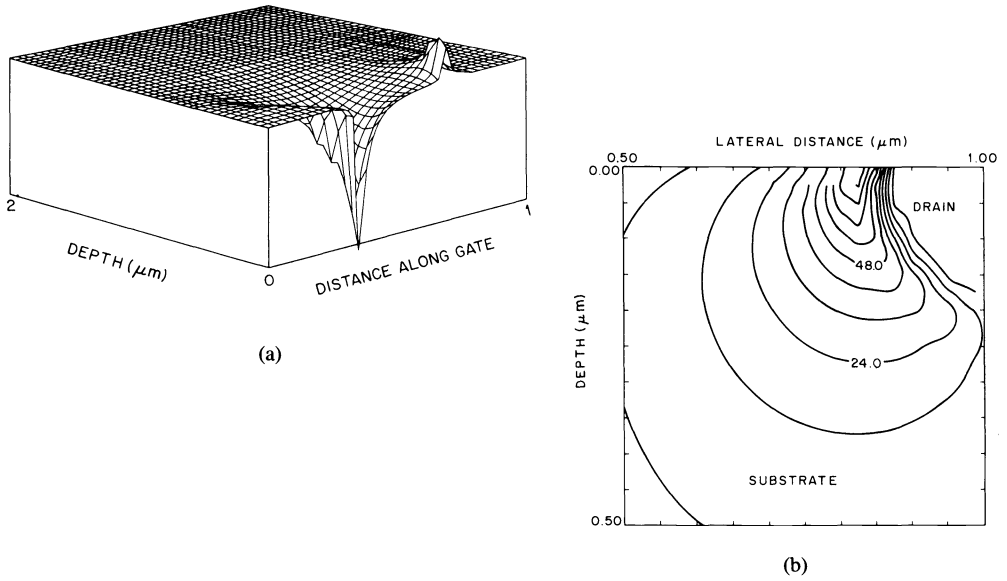 2
DEPTH (μm)
0
DISTANCE ALONG GATE
1
(a)
LATERAL DISTANCE (μm)
0.50
1.00
0.00
DRAIN
48.0
DEPTH (μm)
24.0
SUBSTRATE
0.50
(b)